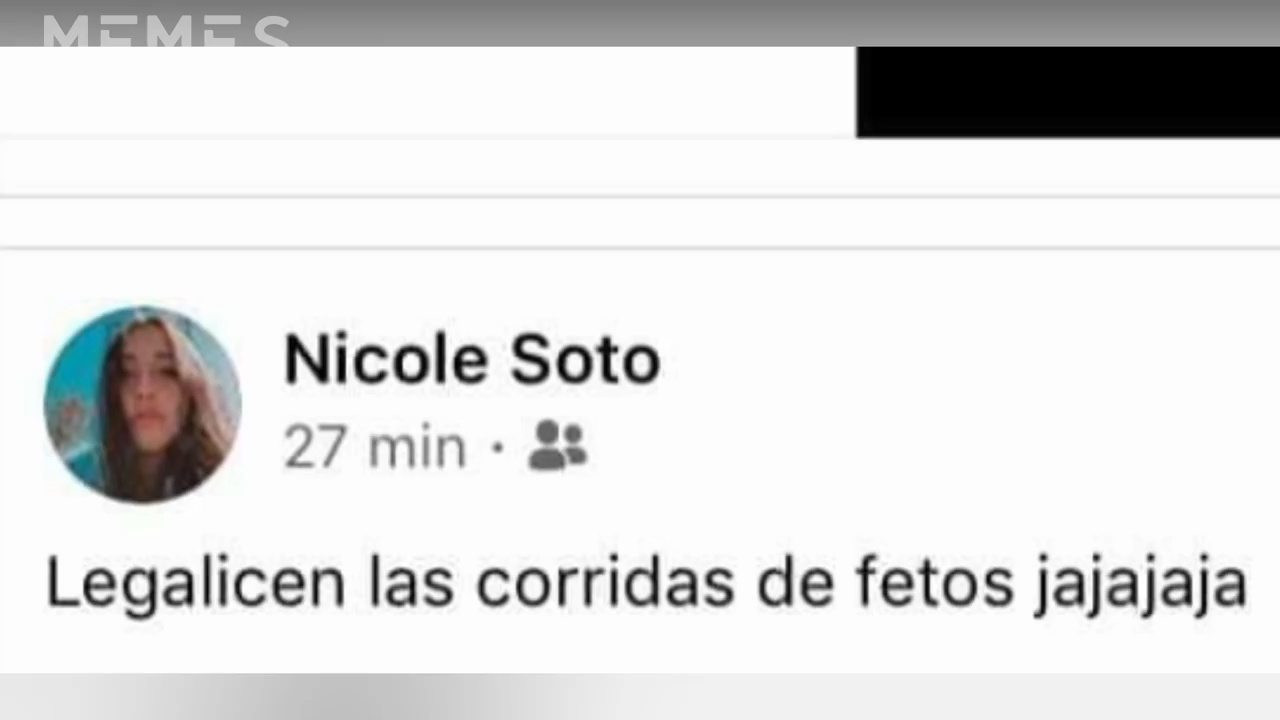 MEMES
Nicole Soto
27 min ·
Legalicen las corridas de fetos jajajaja